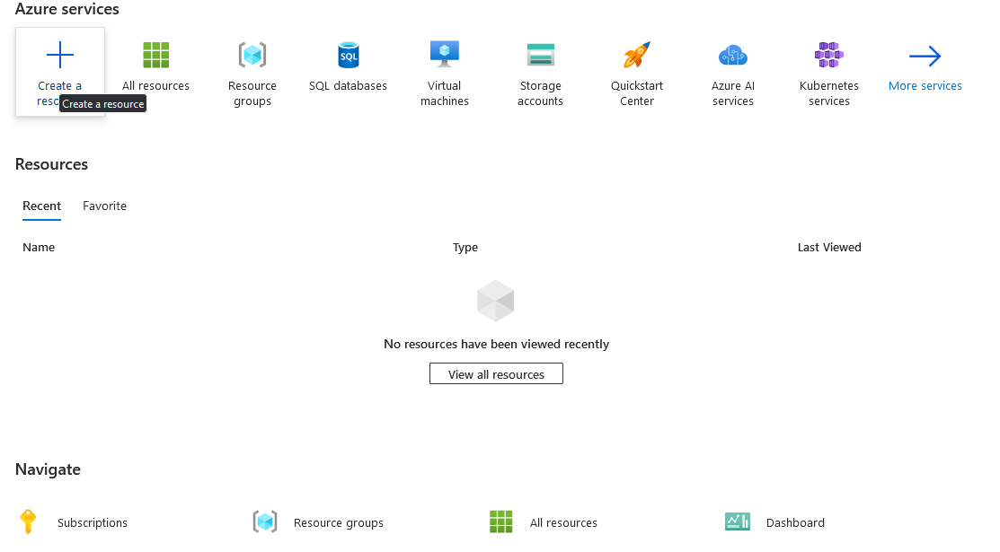 Azure services
Create a
resc
Create a resource
All resources
Resource
groups
SQL
SQL databases
Virtual
machines
Storage
accounts
Quickstart
Center
Azure AI
services
Kubernetes
services
More services
Resources
Recent
Favorite
Name
Type
Last Viewed
No resources have been viewed recently
View all resources
Navigate
Subscriptions
Resource groups
All resources
Dashboard